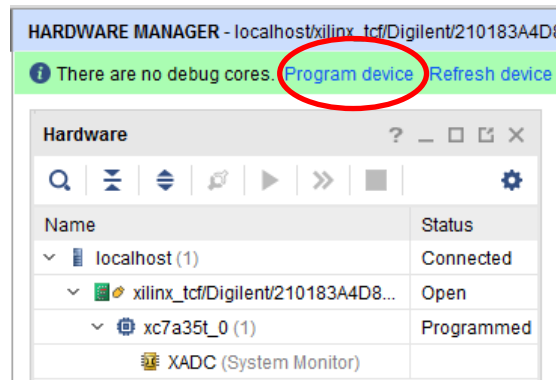 HARDWARE MANAGER - localhost/xilinx_tcf/Digilent/210183A4D8
There are no debug cores. Program device Refresh device
Hardware
Name Status
localhost (1) Connected
xilinx_tcf/Digilent/210183A4D8... Open
xc7a35t_0 (1) Programmed
XADC (System Monitor)